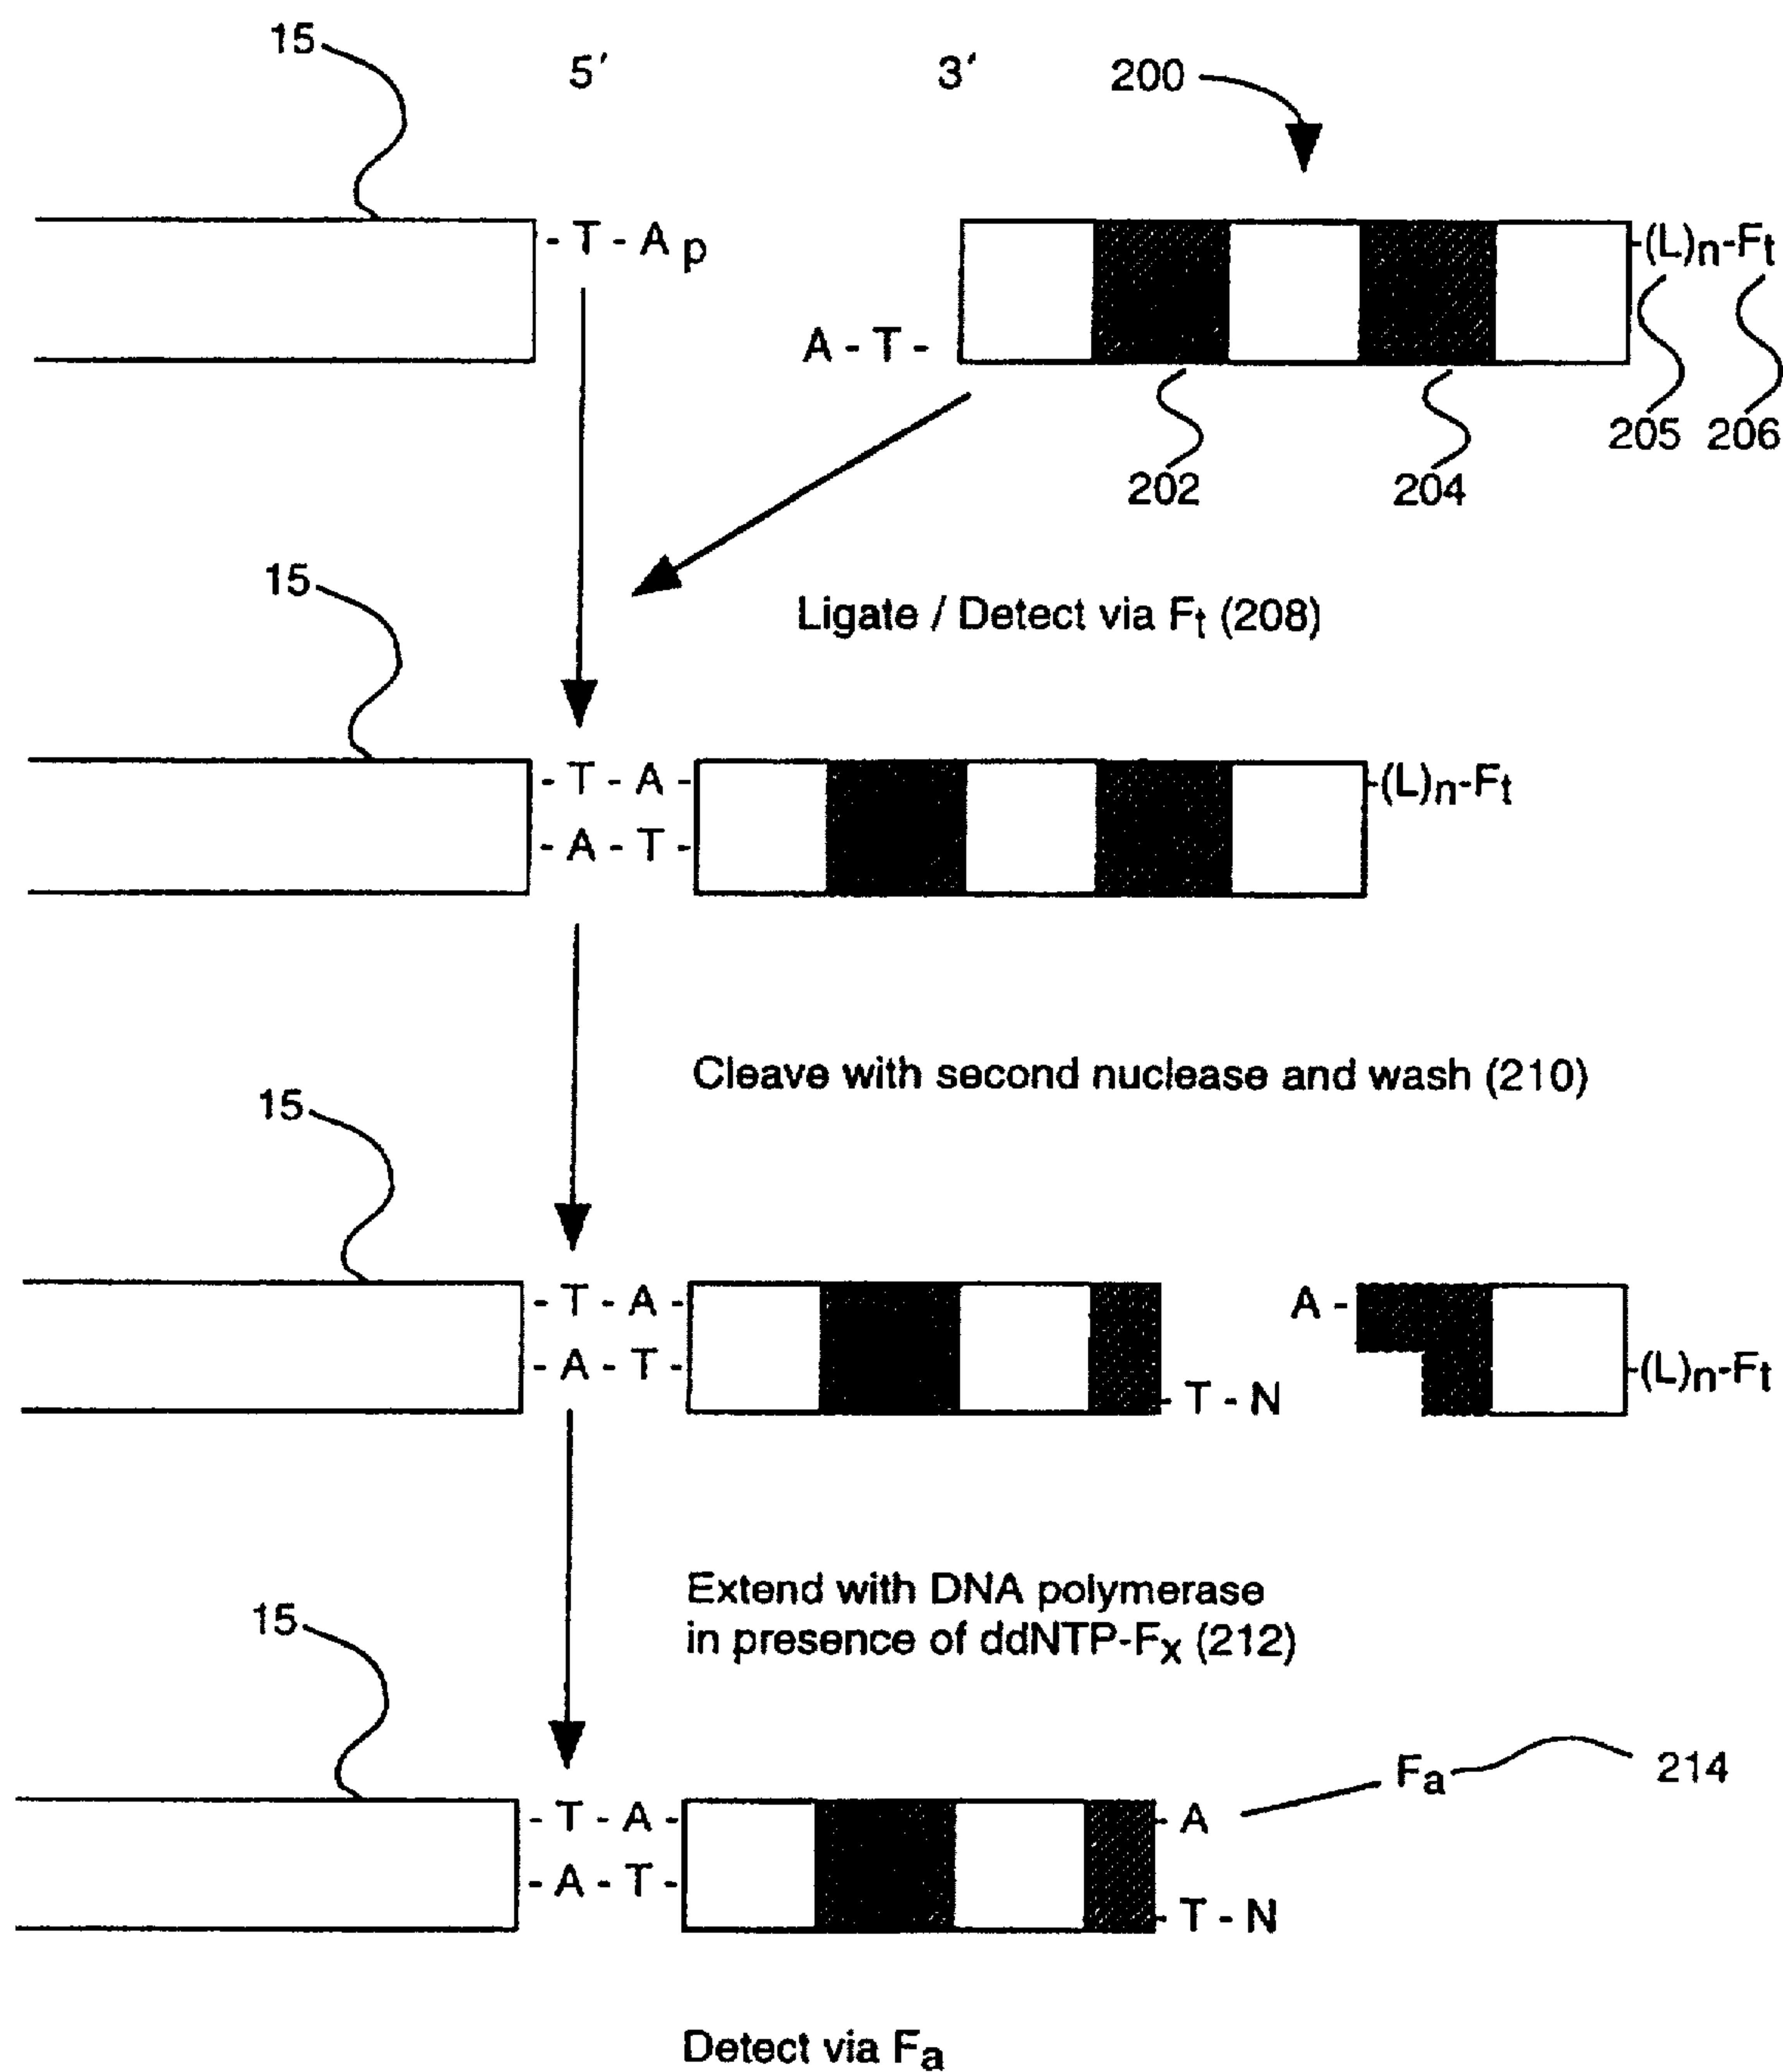 15 5′ 3′ 200
- T - A p -(L)n-Ft
A - T -
205 206
202 204
15
Ligate / Detect via Ft (208)
- T - A - -(L)n-Ft
- A - T -
Cleave with second nuclease and wash (210)
15
- T - A - A -
- A - T - - T - N -(L)n-Ft
Extend with DNA polymerase
in presence of ddNTP-Fx (212)
15
Fa 214
- T - A - - A
- A - T - - T - N
Detect via Fa